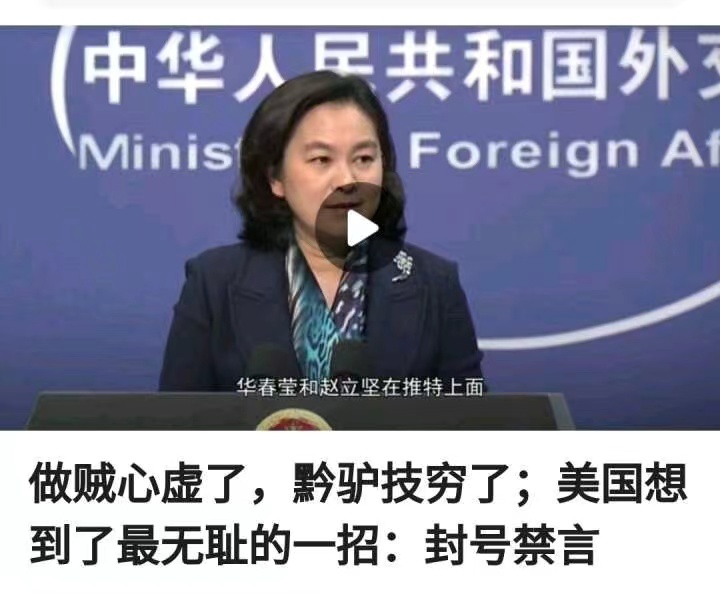 中华人民共和国外交
Minis Foreign Af
华春莹和赵立坚在推特上面
做贼心虚了，黔驴技穷了；美国想
到了最无耻的一招：封号禁言